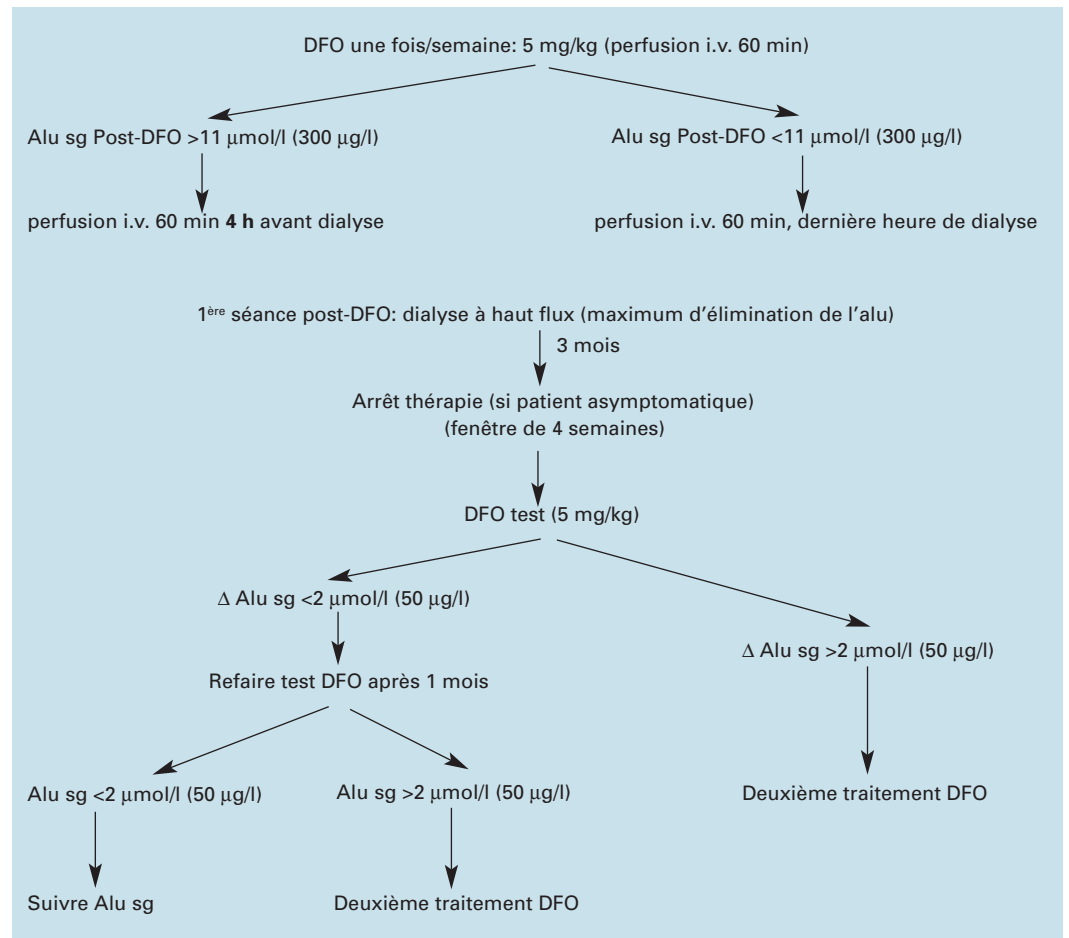 DFO une fois/semaine: 5 mg/kg (perfusion i.v. 60 min)
Alu sg Post-DFO >11 µmol/l (300 µg/l)
Alu sg Post-DFO <11 µmol/l (300 µg/l)
perfusion i.v. 60 min 4 h avant dialyse
perfusion i.v. 60 min, dernière heure de dialyse
1ère séance post-DFO: dialyse à haut flux (maximum d'élimination de l'alu)
3 mois
Arrêt thérapie (si patient asymptomatique)
(fenêtre de 4 semaines)
DFO test (5 mg/kg)
Δ Alu sg <2 µmol/l (50 µg/l)
Δ Alu sg >2 µmol/l (50 µg/l)
Refaire test DFO après 1 mois
Alu sg <2 µmol/l (50 µg/l)
Alu sg >2 µmol/l (50 µg/l)
Deuxième traitement DFO
Suivre Alu sg
Deuxième traitement DFO